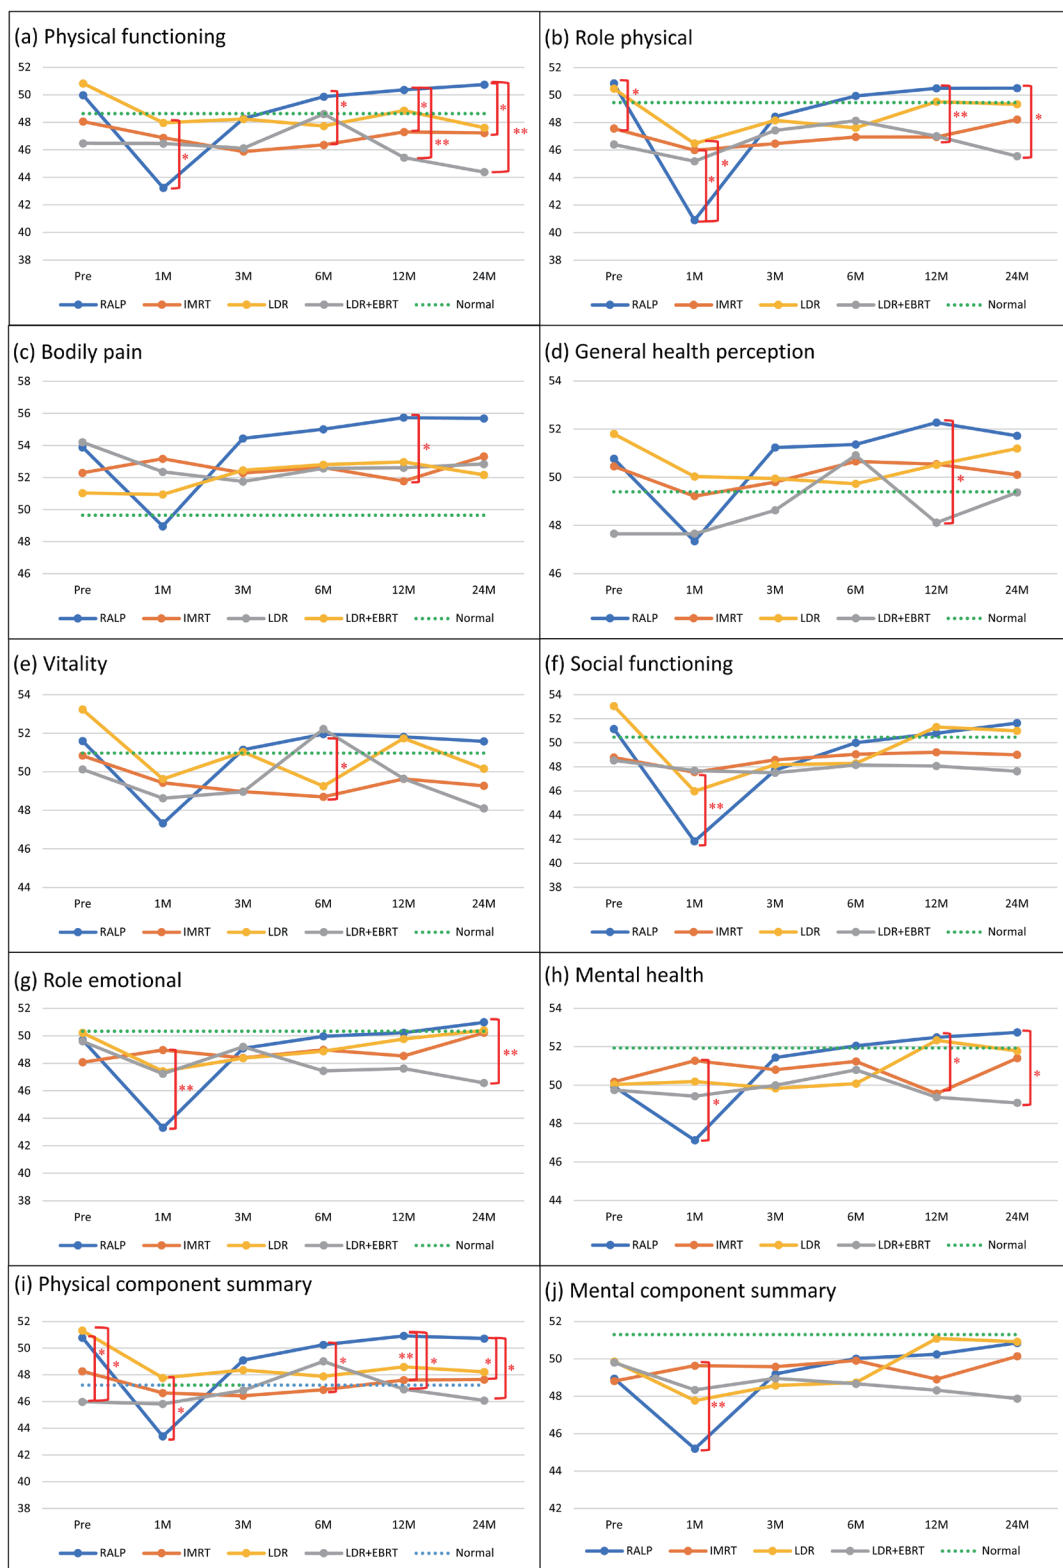 (a) Physical functioning
52
50
48
46
44
42
40
38
* * * ** * **
Pre 1M 3M 6M 12M 24M
RALP IMRT LDR LDR+EBRT Normal
(b) Role physical
52
50
48
46
44
42
40
38
* * * ** *
Pre 1M 3M 6M 12M 24M
RALP IMRT LDR LDR+EBRT Normal
(c) Bodily pain
58
56
54
52
50
48
46
*
Pre 1M 3M 6M 12M 24M
RALP IMRT LDR LDR+EBRT Normal
(d) General health perception
54
52
50
48
46
*
Pre 1M 3M 6M 12M 24M
RALP IMRT LDR LDR+EBRT Normal
(e) Vitality
54
52
50
48
46
44
*
Pre 1M 3M 6M 12M 24M
RALP IMRT LDR LDR+EBRT Normal
(f) Social functioning
54
52
50
48
46
44
42
40
38
**
Pre 1M 3M 6M 12M 24M
RALP IMRT LDR LDR+EBRT Normal
(g) Role emotional
52
50
48
46
44
42
40
38
** **
Pre 1M 3M 6M 12M 24M
RALP IMRT LDR LDR+EBRT Normal
(h) Mental health
54
52
50
48
46
44
* * *
Pre 1M 3M 6M 12M 24M
RALP IMRT LDR LDR+EBRT Normal
(i) Physical component summary
52
50
48
46
44
42
40
38
* * * * ** * * *
Pre 1M 3M 6M 12M 24M
RALP IMRT LDR LDR+EBRT Normal
(j) Mental component summary
52
50
48
46
44
42
**
Pre 1M 3M 6M 12M 24M
RALP IMRT LDR LDR+EBRT Normal